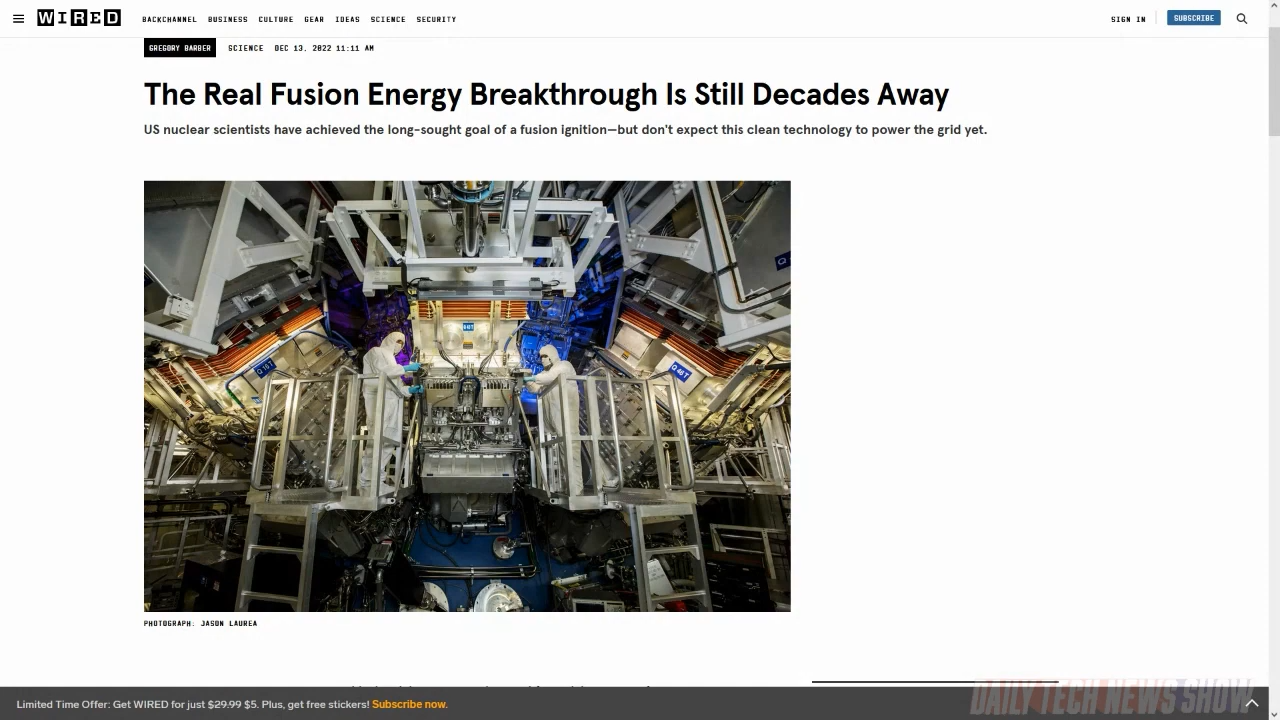 WIRED
BACKCHANNEL BUSINESS CULTURE GEAR IDEAS SCIENCE SECURITY
SIGN IN
SUBSCRIBE
GREGORY BARBER SCIENCE DEC 13, 2022 11:11 AM
The Real Fusion Energy Breakthrough Is Still Decades Away
US nuclear scientists have achieved the long-sought goal of a fusion ignition—but don't expect this clean technology to power the grid yet.
PHOTOGRAPH: JASON LAUREA
Limited Time Offer: Get WIRED for just $29.99 $5. Plus, get free stickers! Subscribe now.
DAILY TECH NEWS SHOW